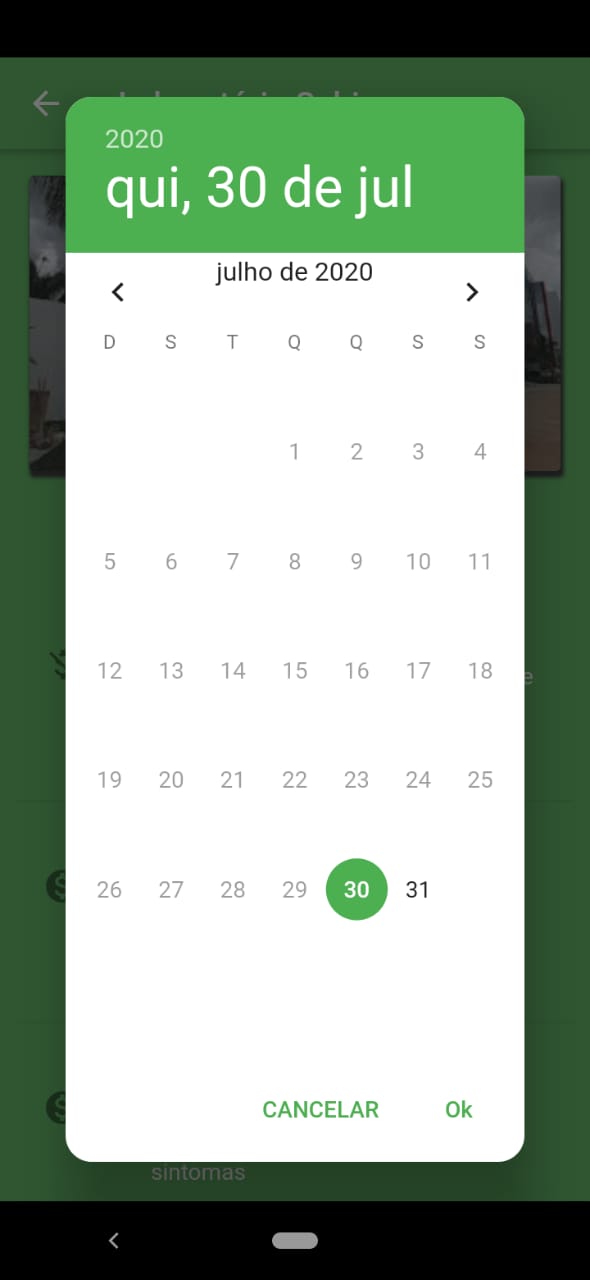 2020
qui, 30 de jul
julho de 2020
D S T Q Q S S
1 2 3 4
5 6 7 8 9 10 11
12 13 14 15 16 17 18
19 20 21 22 23 24 25
26 27 28 29 30 31
CANCELAR Ok
sintomas